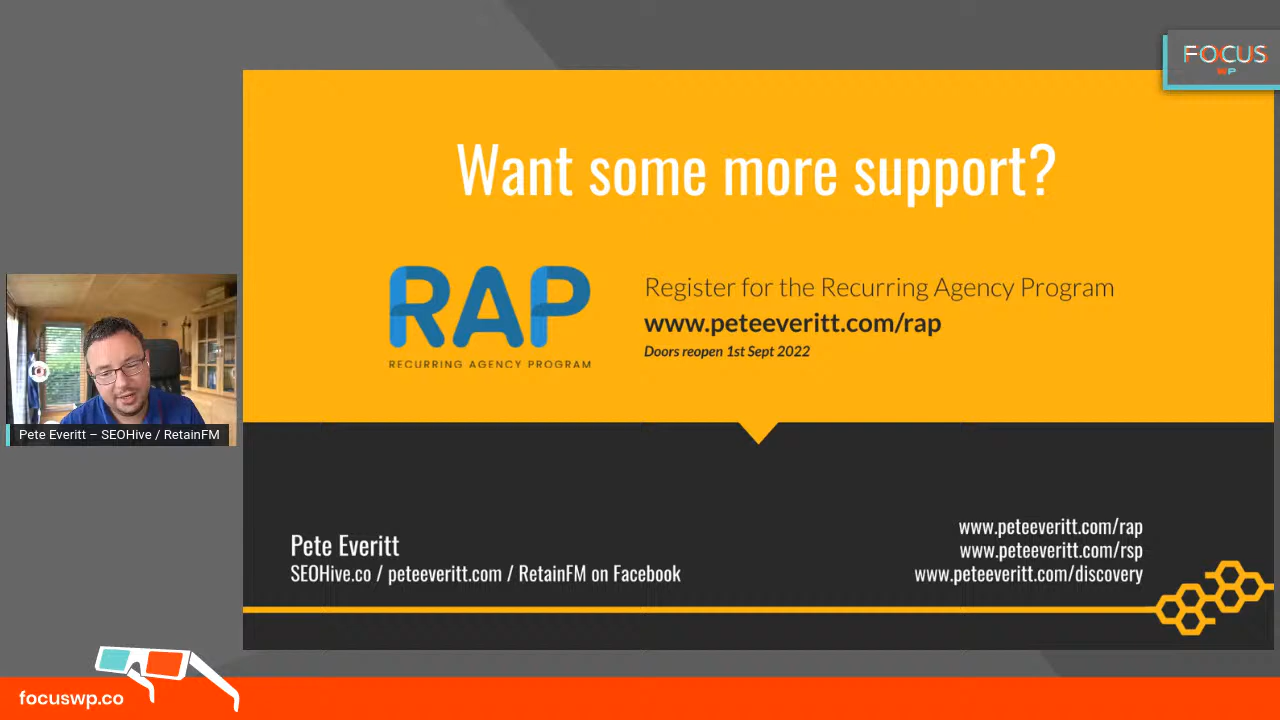 FOCUS
WP
Want some more support?
RAP
RECURRING AGENCY PROGRAM
Register for the Recurring Agency Program
www.peteeveritt.com/rap
Doors reopen 1st Sept 2022
Pete Everitt – SEOHive / RetainFM
Pete Everitt
SEOHive.co / peteeveritt.com / RetainFM on Facebook
www.peteeveritt.com/rap
www.peteeveritt.com/rsp
www.peteeveritt.com/discovery
focuswp.co